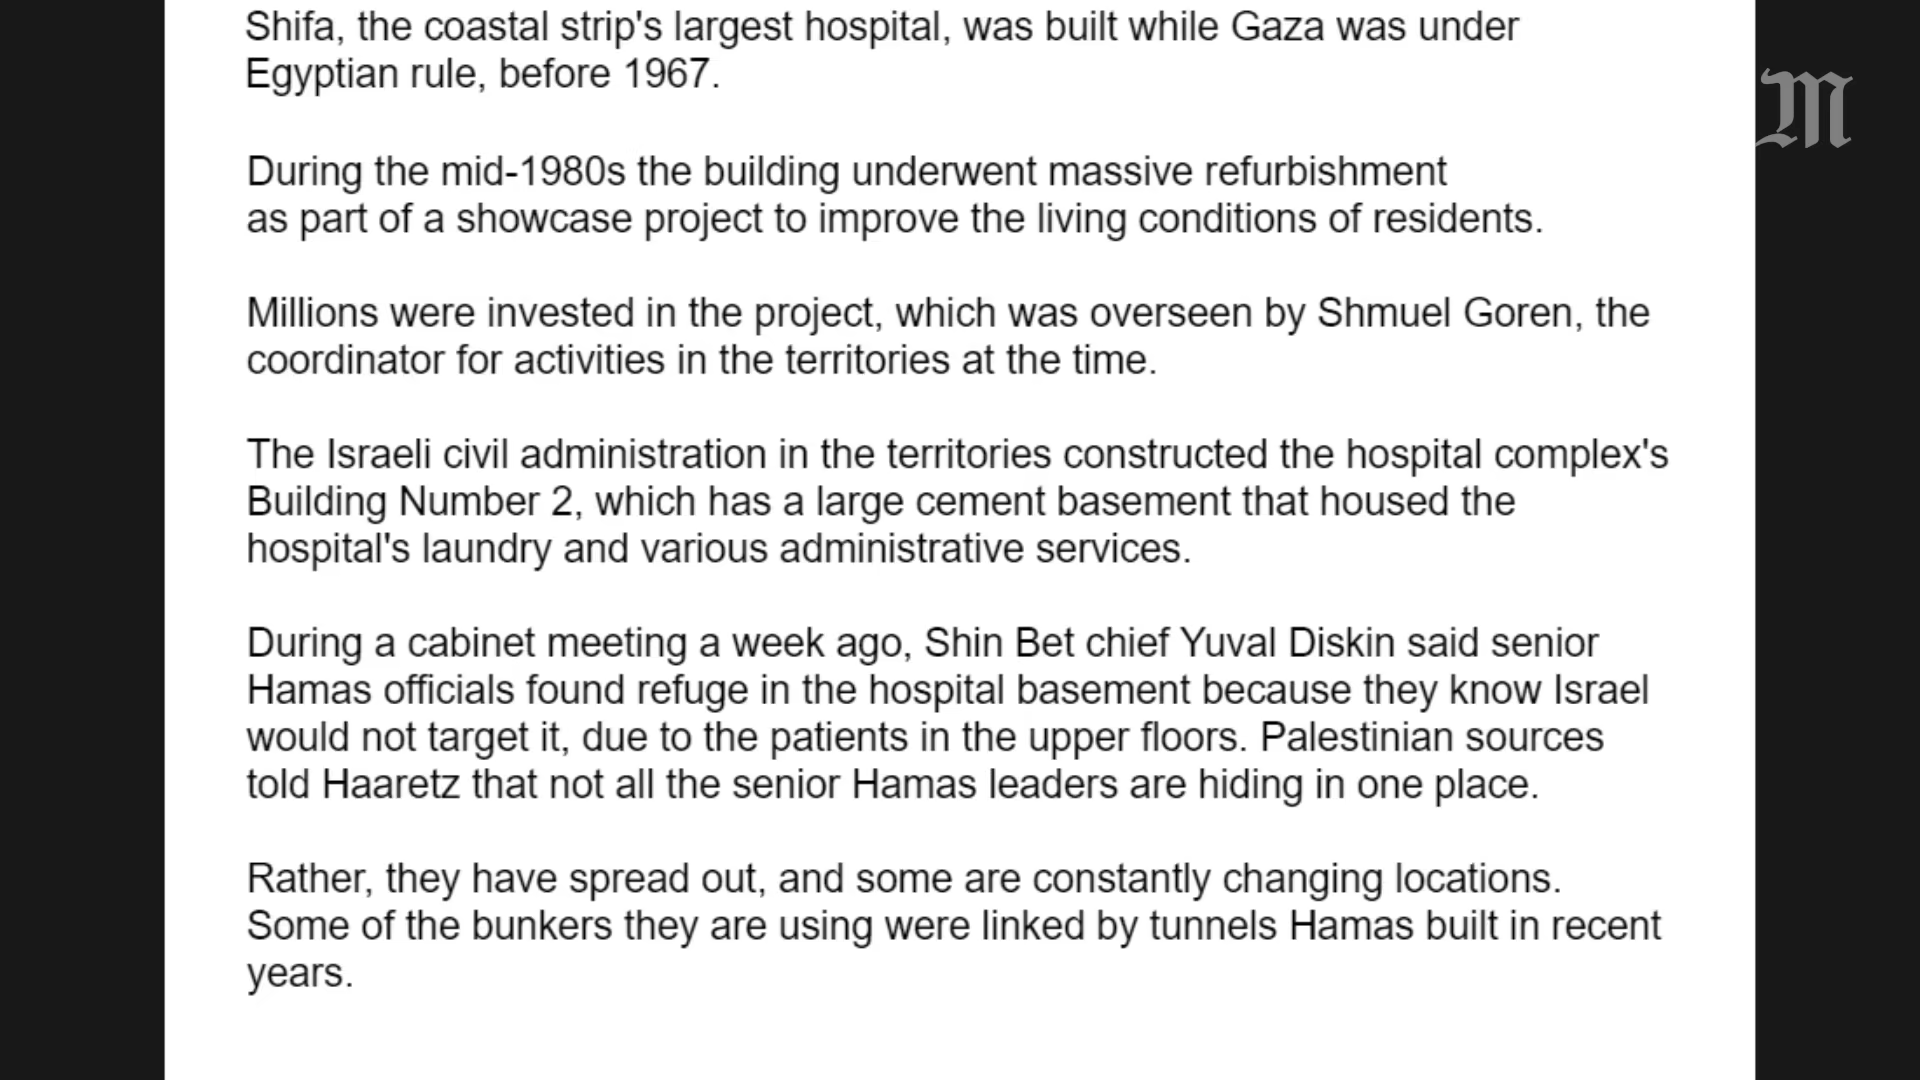 Shifa, the coastal strip's largest hospital, was built while Gaza was under
Egyptian rule, before 1967.
M
During the mid-1980s the building underwent massive refurbishment
as part of a showcase project to improve the living conditions of residents.
Millions were invested in the project, which was overseen by Shmuel Goren, the
coordinator for activities in the territories at the time.
The Israeli civil administration in the territories constructed the hospital complex's
Building Number 2, which has a large cement basement that housed the
hospital's laundry and various administrative services.
During a cabinet meeting a week ago, Shin Bet chief Yuval Diskin said senior
Hamas officials found refuge in the hospital basement because they know Israel
would not target it, due to the patients in the upper floors. Palestinian sources
told Haaretz that not all the senior Hamas leaders are hiding in one place.
Rather, they have spread out, and some are constantly changing locations.
Some of the bunkers they are using were linked by tunnels Hamas built in recent
years.